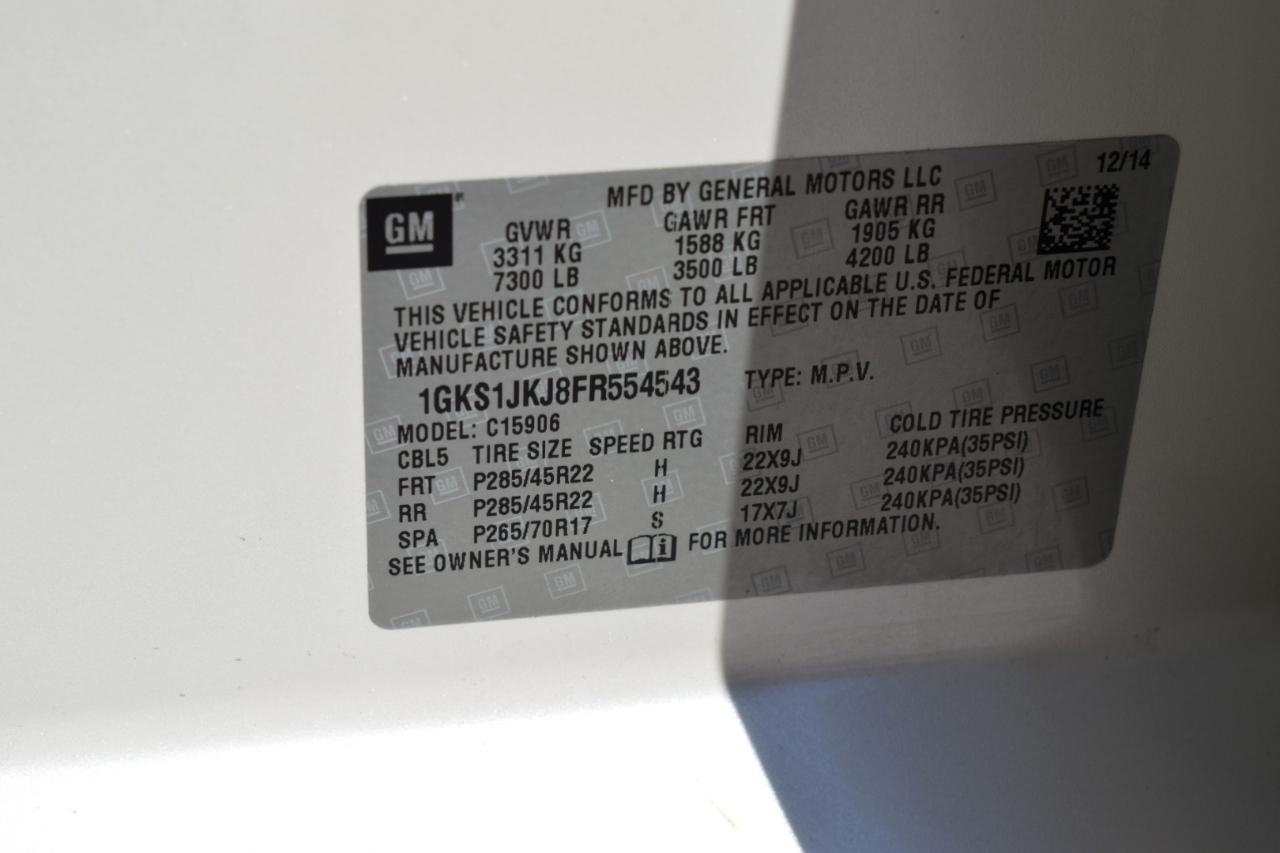 12/14
MFD BY GENERAL MOTORS LLC
GM
GVWR GAWR FRT GAWR RR
3311 KG 1588 KG 1905 KG
7300 LB 3500 LB 4200 LB
THIS VEHICLE CONFORMS TO ALL APPLICABLE U.S. FEDERAL MOTOR
VEHICLE SAFETY STANDARDS IN EFFECT ON THE DATE OF
MANUFACTURE SHOWN ABOVE.
1GKS1JKJ8FR554543 TYPE: M.P.V.
MODEL: C15906
CBL5 TIRE SIZE SPEED RTG RIM COLD TIRE PRESSURE
FRT P285/45R22 H 22X9J 240KPA(35PSI)
RR P285/45R22 H 22X9J 240KPA(35PSI)
SPA P265/70R17 S 17X7J 240KPA(35PSI)
SEE OWNER'S MANUAL FOR MORE INFORMATION.